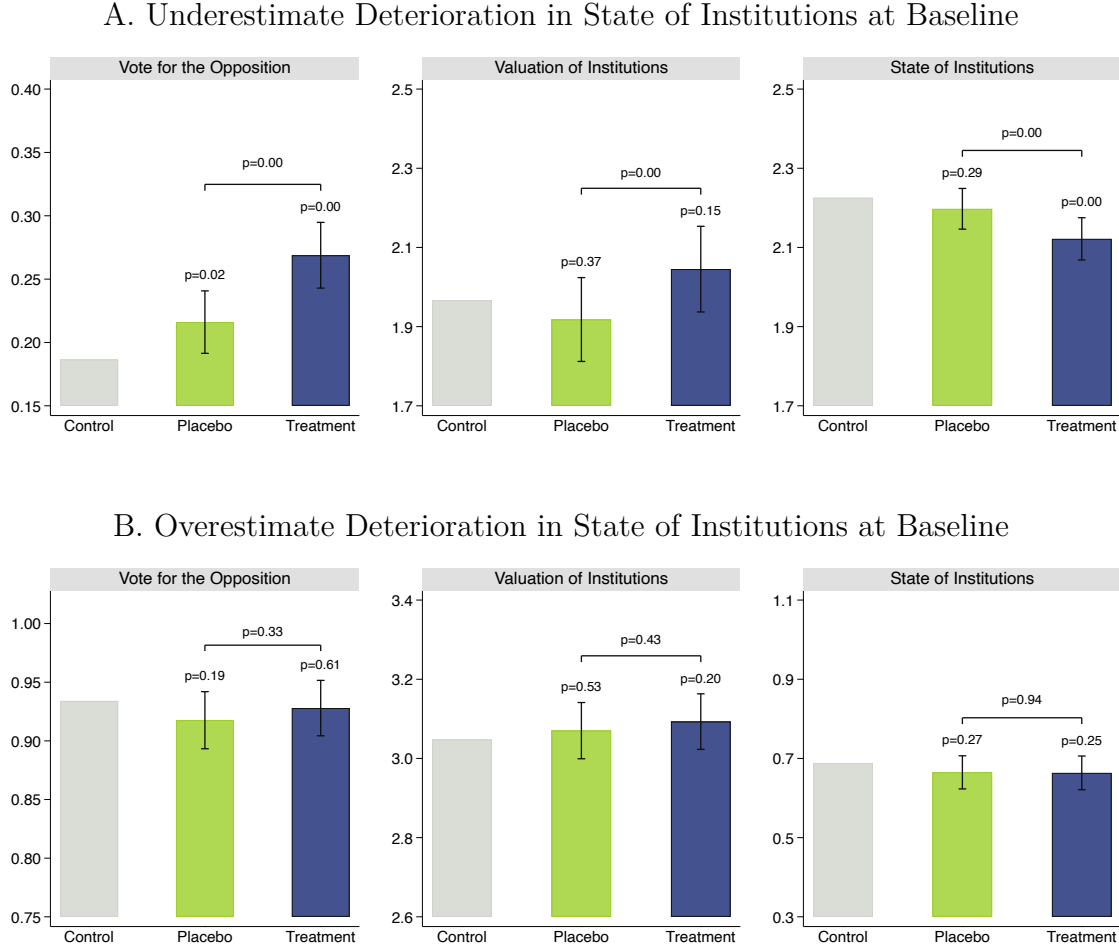 A. Underestimate Deterioration in State of Institutions at Baseline
Vote for the Opposition
0.40
0.35
0.30
0.25
0.20
0.15
p=0.02
p=0.00
p=0.00
Control
Placebo
Treatment
Valuation of Institutions
2.5
2.3
2.1
1.9
1.7
p=0.37
p=0.00
p=0.15
Control
Placebo
Treatment
State of Institutions
2.5
2.3
2.1
1.9
1.7
p=0.29
p=0.00
p=0.00
Control
Placebo
Treatment
B. Overestimate Deterioration in State of Institutions at Baseline
Vote for the Opposition
1.00
0.95
0.90
0.85
0.80
0.75
p=0.19
p=0.33
p=0.61
Control
Placebo
Treatment
Valuation of Institutions
3.4
3.2
3.0
2.8
2.6
p=0.53
p=0.43
p=0.20
Control
Placebo
Treatment
State of Institutions
1.1
0.9
0.7
0.5
0.3
p=0.27
p=0.94
p=0.25
Control
Placebo
Treatment